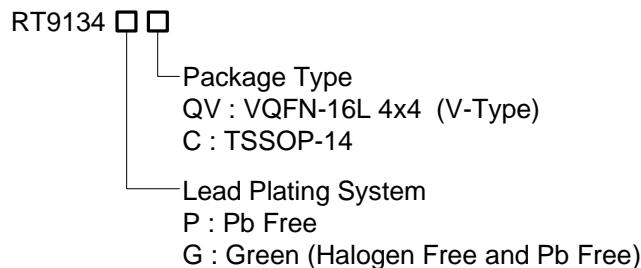 RT9134 □ □
Package Type
QV : VQFN-16L 4x4 (V-Type)
C : TSSOP-14
Lead Plating System
P : Pb Free
G : Green (Halogen Free and Pb Free)